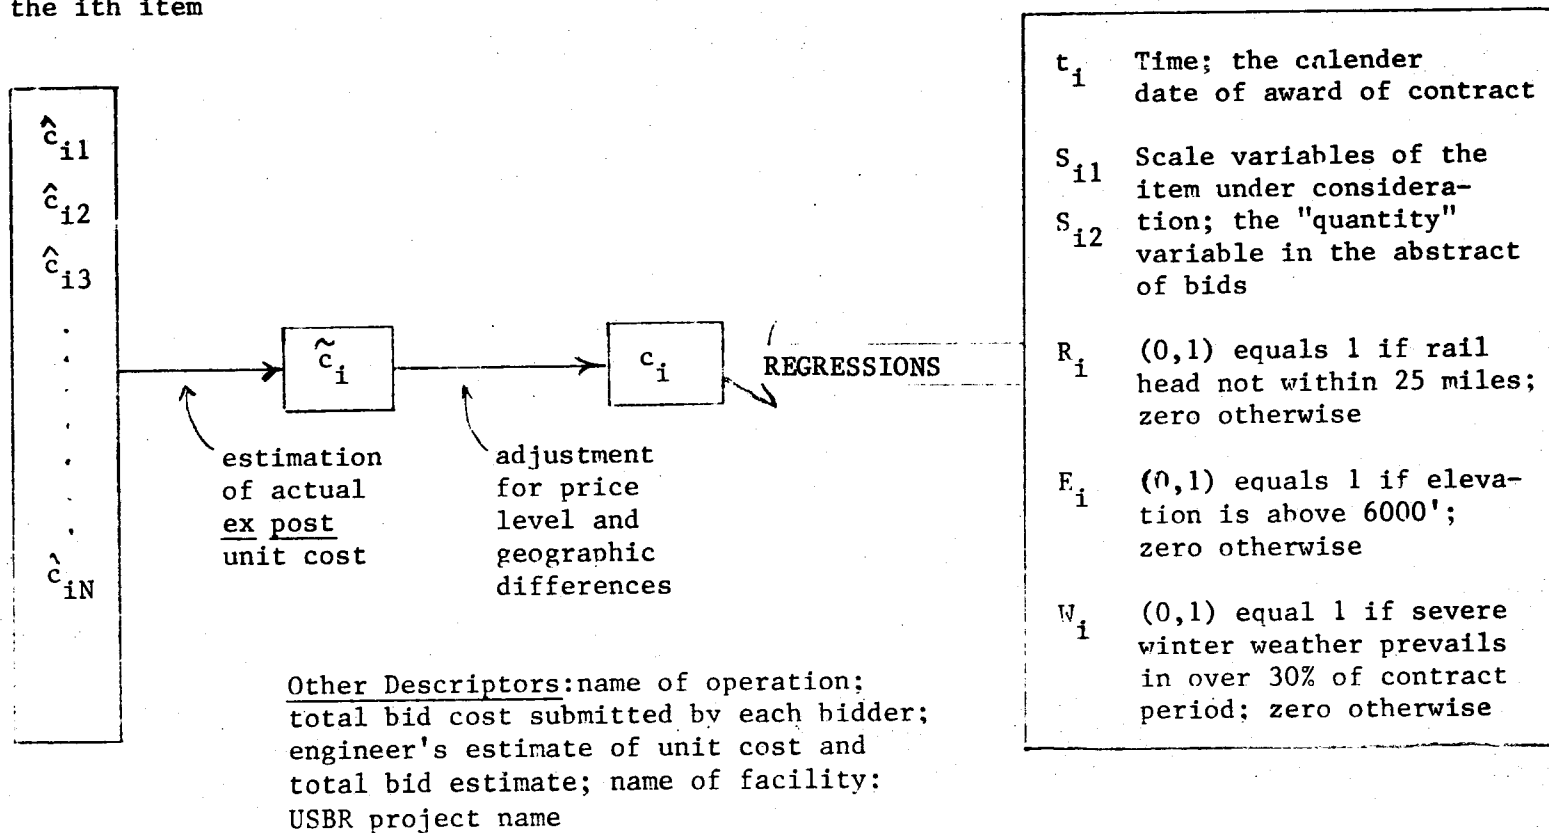 the ith item
ĉi1
ĉi2
ĉi3
ĉiN
c̃i
ci
REGRESSIONS
estimation
of actual
ex post
unit cost
adjustment
for price
level and
geographic
differences
Other Descriptors:name of operation;
total bid cost submitted by each bidder;
engineer's estimate of unit cost and
total bid estimate; name of facility:
USBR project name
ti Time; the calender
date of award of contract
Si1 Scale variables of the
item under considera-
Si2 tion; the "quantity"
variable in the abstract
of bids
Ri (0,1) equals 1 if rail
head not within 25 miles;
zero otherwise
Ei (0,1) equals 1 if eleva-
tion is above 6000';
zero otherwise
Wi (0,1) equal 1 if severe
winter weather prevails
in over 30% of contract
period; zero otherwise